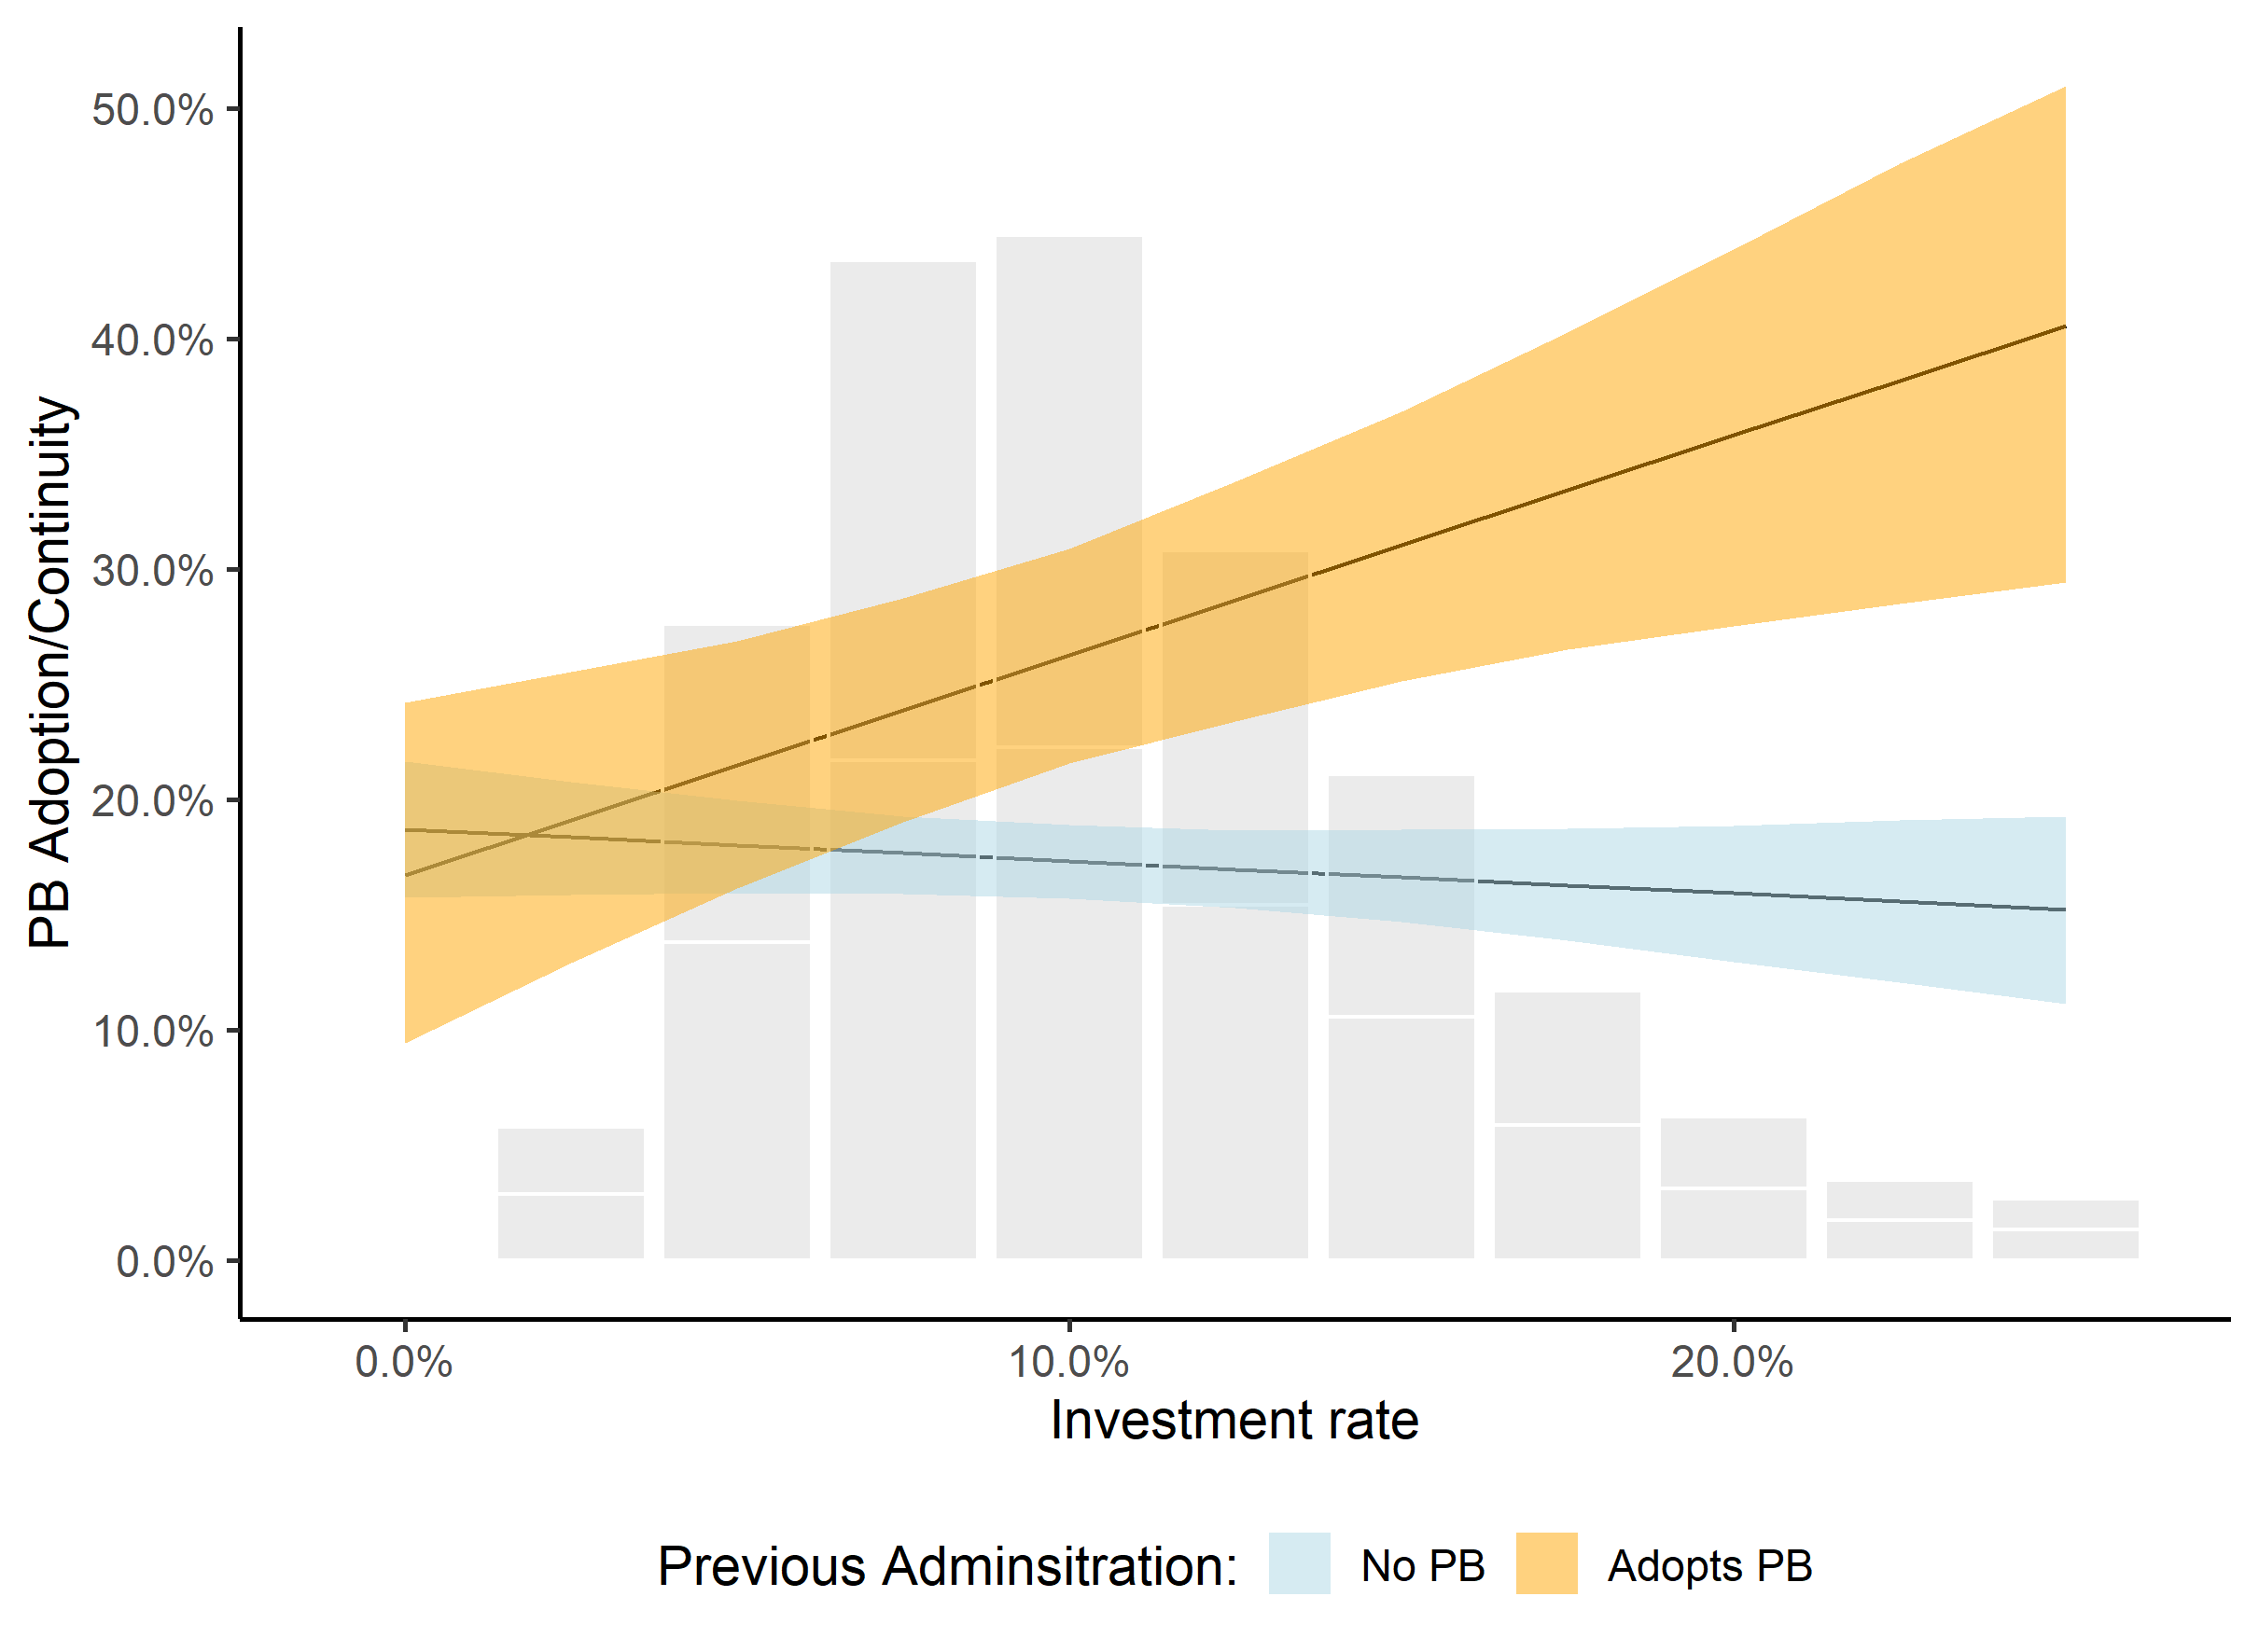 PB Adoption/Continuity
50.0%
40.0%
30.0%
20.0%
10.0%
0.0%
0.0% 10.0% 20.0%
Investment rate
Previous Adminsitration: No PB Adopts PB